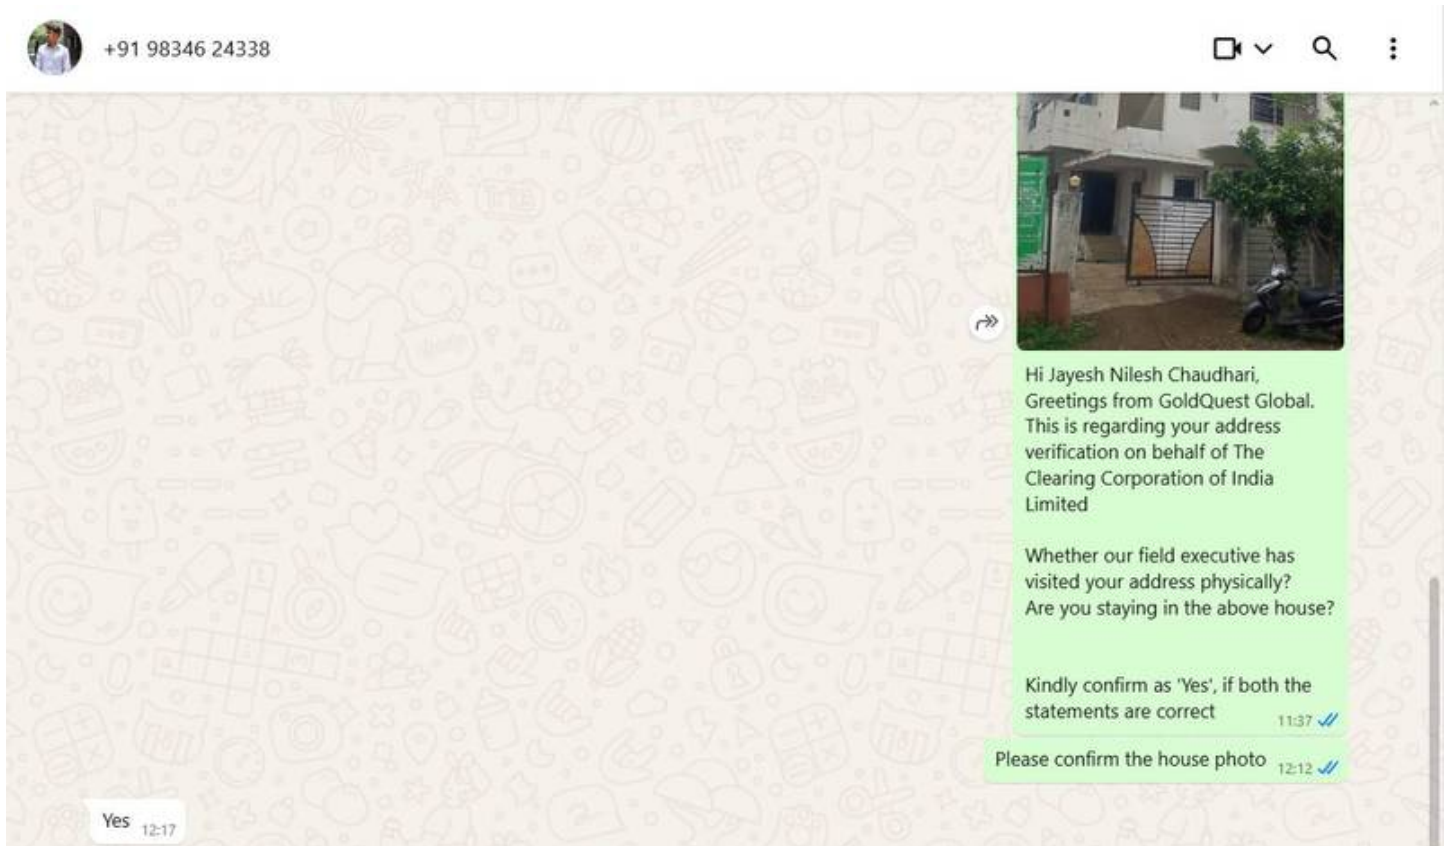 +91 98346 24338
Hi Jayesh Nilesh Chaudhari,
Greetings from GoldQuest Global.
This is regarding your address
verification on behalf of The
Clearing Corporation of India
Limited
Whether our field executive has
visited your address physically?
Are you staying in the above house?
Kindly confirm as 'Yes', if both the
statements are correct
11:37
Please confirm the house photo 12:12
Yes 12:17